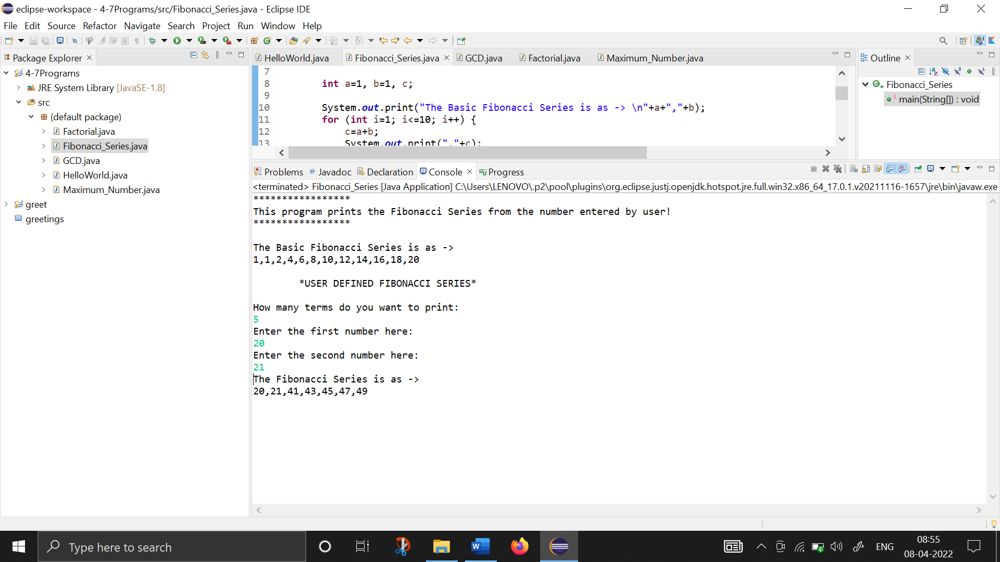 eclipse-workspace - 4-7Programs/src/Fibonacci_Series.java - Eclipse IDE
File Edit Source Refactor Navigate Search Project Run Window Help
Package Explorer
4-7Programs
JRE System Library [JavaSE-1.8]
src
(default package)
Factorial.java
Fibonacci_Series.java
GCD.java
HelloWorld.java
Maximum_Number.java
greet
greetings
HelloWorld.java Fibonacci_Series.java GCD.java Factorial.java Maximum_Number.java
7
8 int a=1, b=1, c;
9
10 System.out.print("The Basic Fibonacci Series is as -> \n"+a+","+b);
11 for (int i=1; i<=10; i++) {
12 c=a+b;
13 System.out.print(","+c);
Outline
Fibonacci_Series
main(String[]) : void
Problems Javadoc Declaration Console Progress
<terminated> Fibonacci_Series [Java Application] C:\Users\LENOVO\.p2\pool\plugins\org.eclipse.justj.openjdk.hotspot.jre.full.win32.x86_64_17.0.1.v20211116-1657\jre\bin\javaw.exe
*****************
This program prints the Fibonacci Series from the number entered by user!
*****************
The Basic Fibonacci Series is as ->
1,1,2,4,6,8,10,12,14,16,18,20
*USER DEFINED FIBONACCI SERIES*
How many terms do you want to print:
5
Enter the first number here:
20
Enter the second number here:
21
The Fibonacci Series is as ->
20,21,41,43,45,47,49
Type here to search
ENG
08:55
08-04-2022